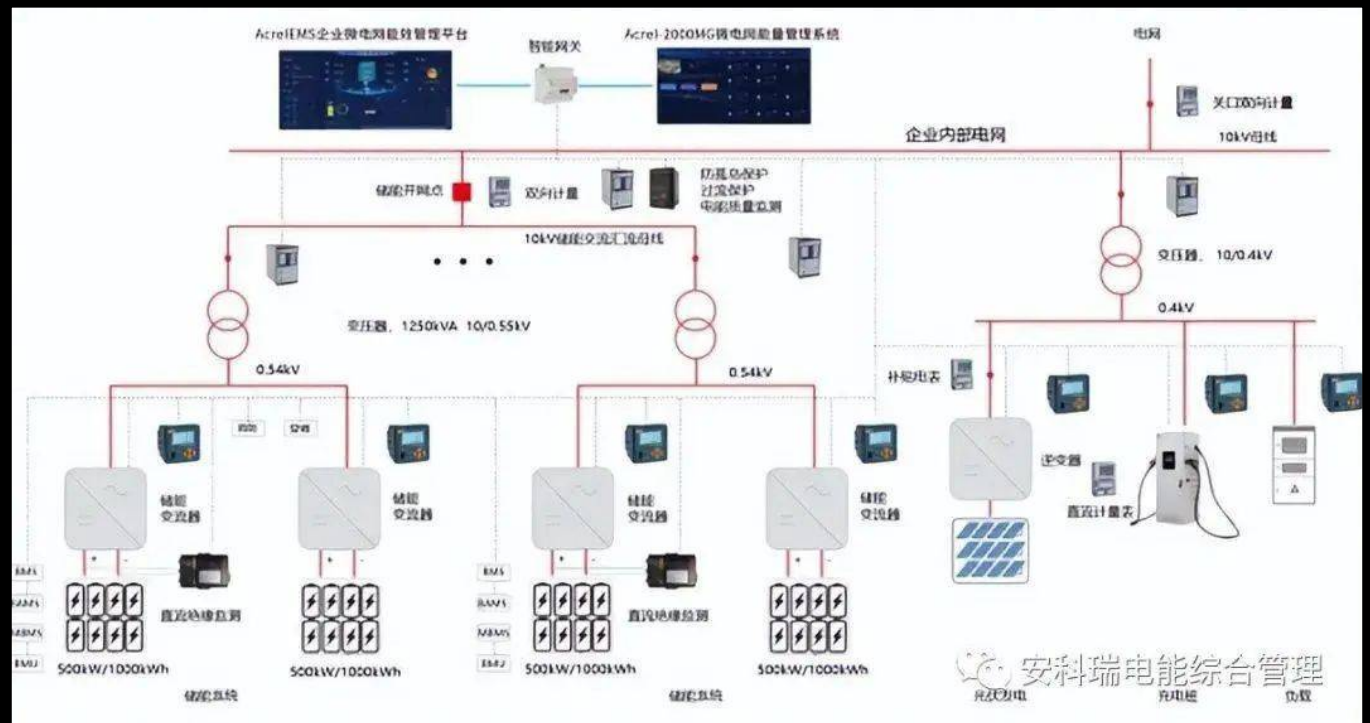 AcrelEMS企业微电网能效管理平台
智能网关
Acrel-2000MG微电网能量管理系统
电网
关口双向计量
企业内部电网
10kV母线
储能并网点
双向计量
防孤岛保护
过流保护
电能质量监测
10kV储能交流汇流母线
变压器，10/0.4kV
变压器，1250kVA 10/0.55kV
0.4kV
0.54kV
0.54kV
补贴电表
消防
空调
逆变器
储能
变流器
储能
变流器
储能
变流器
储能
变流器
直流计量表
+ -
+ -
+ -
+ -
BMS
BMS
直流绝缘监测
直流绝缘监测
MBMS
MBMS
BMU
BMU
500kW/1000kWh
500kW/1000kWh
500kW/1000kWh
500kW/1000kWh
安科瑞电能综合管理
储能系统
储能系统
光伏发电
充电桩
负载